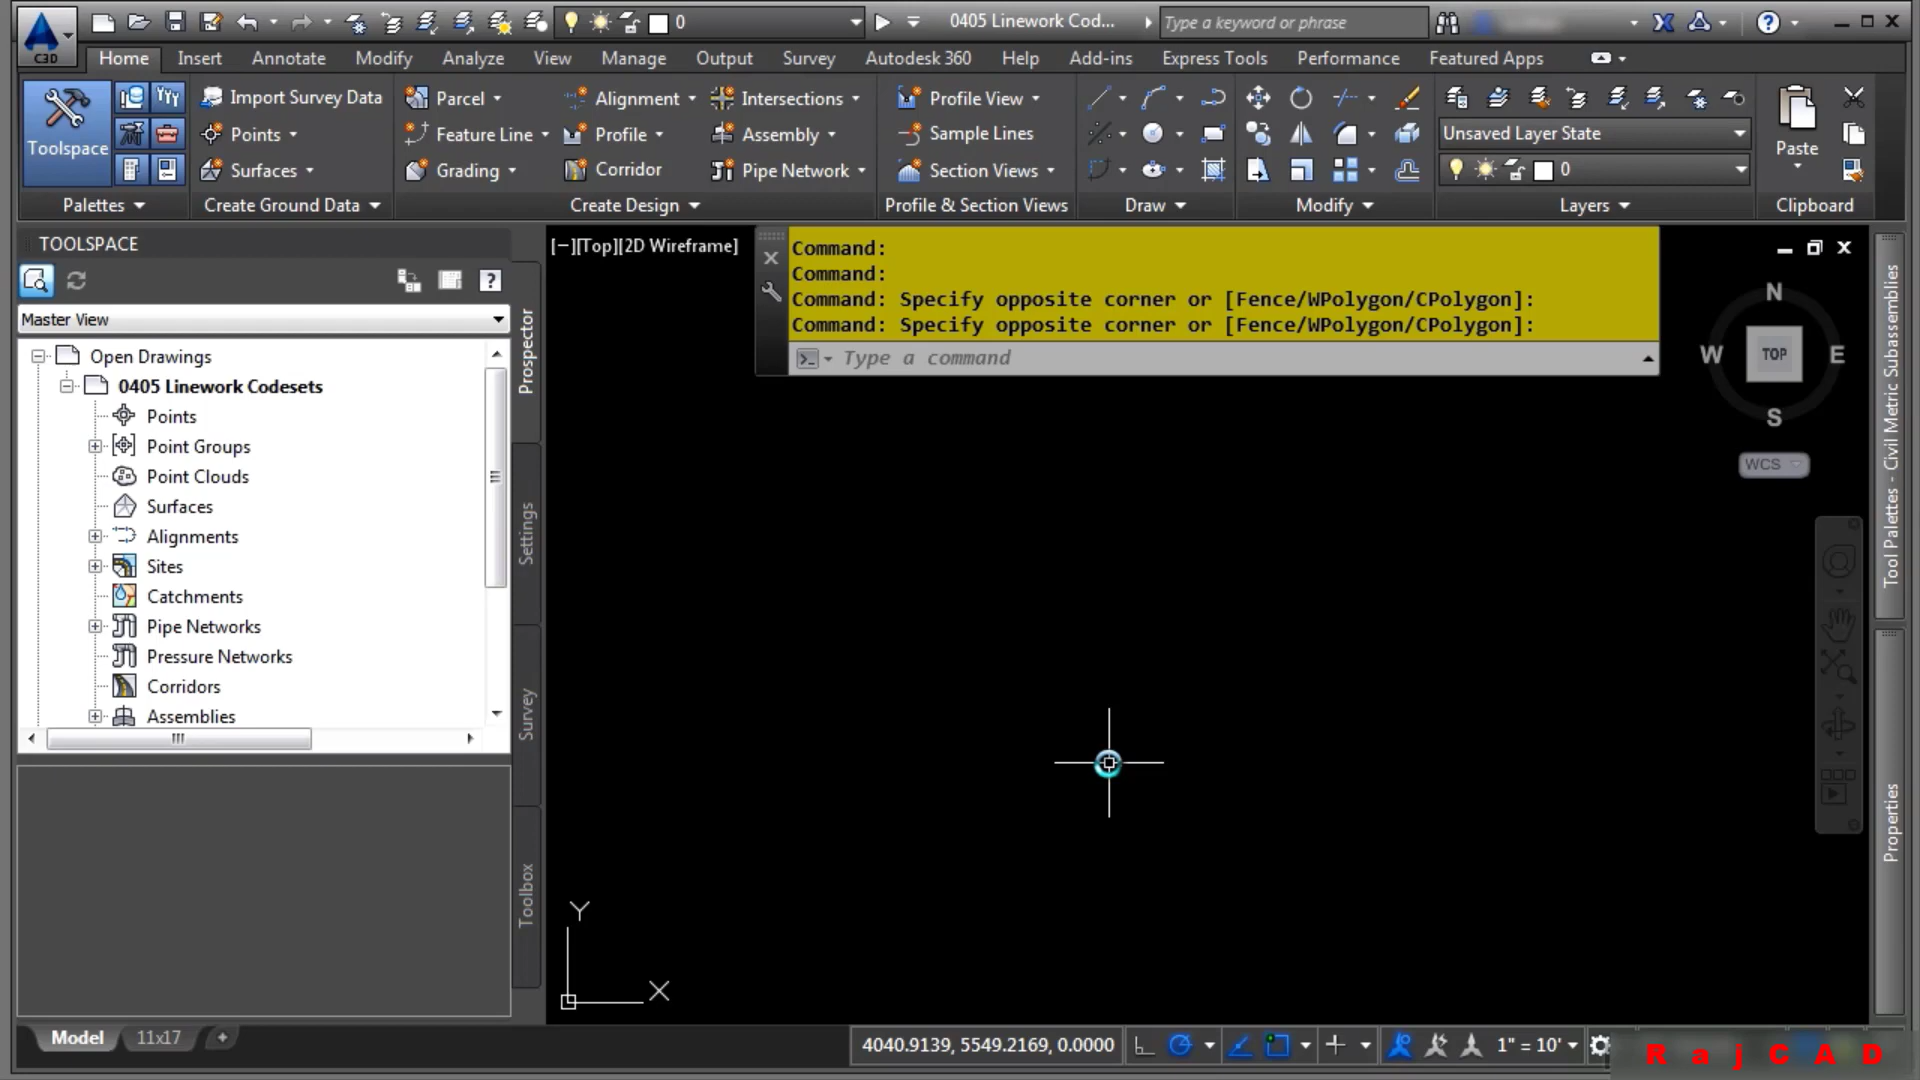 0
0405 Linework Cod...
Type a keyword or phrase
C3D
Home
Insert
Annotate
Modify
Analyze
View
Manage
Output
Survey
Autodesk 360
Help
Add-ins
Express Tools
Performance
Featured Apps
Toolspace
Import Survey Data
Points
Surfaces
Parcel
Feature Line
Grading
Alignment
Profile
Corridor
Intersections
Assembly
Pipe Network
Profile View
Sample Lines
Section Views
Unsaved Layer State
0
Paste
Palettes
Create Ground Data
Create Design
Profile & Section Views
Draw
Modify
Layers
Clipboard
TOOLSPACE
Master View
Open Drawings
0405 Linework Codesets
Points
Point Groups
Point Clouds
Surfaces
Alignments
Sites
Catchments
Pipe Networks
Pressure Networks
Corridors
Assemblies
Prospector
Settings
Survey
Toolbox
[−][Top][2D Wireframe]
Command:
Command:
Command: Specify opposite corner or [Fence/WPolygon/CPolygon]:
Command: Specify opposite corner or [Fence/WPolygon/CPolygon]:
Type a command
N
W
TOP
E
S
WCS
Tool Palettes - Civil Metric Subassemblies
Properties
Y
X
Model
11x17
4040.9139, 5549.2169, 0.0000
1" = 10'
RajCAD